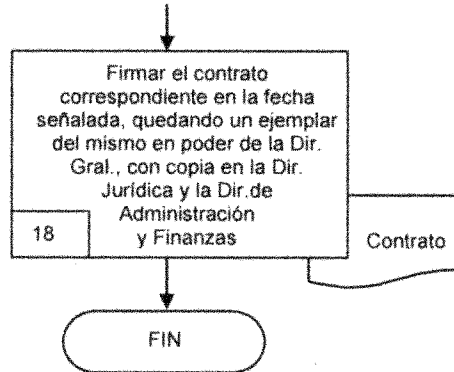 Firmar el contrato
correspondiente en la fecha
señalada, quedando un ejemplar
del mismo en poder de la Dir.
Gral., con copia en la Dir.
Jurídica y la Dir.de
Administración
y Finanzas
18
Contrato
FIN